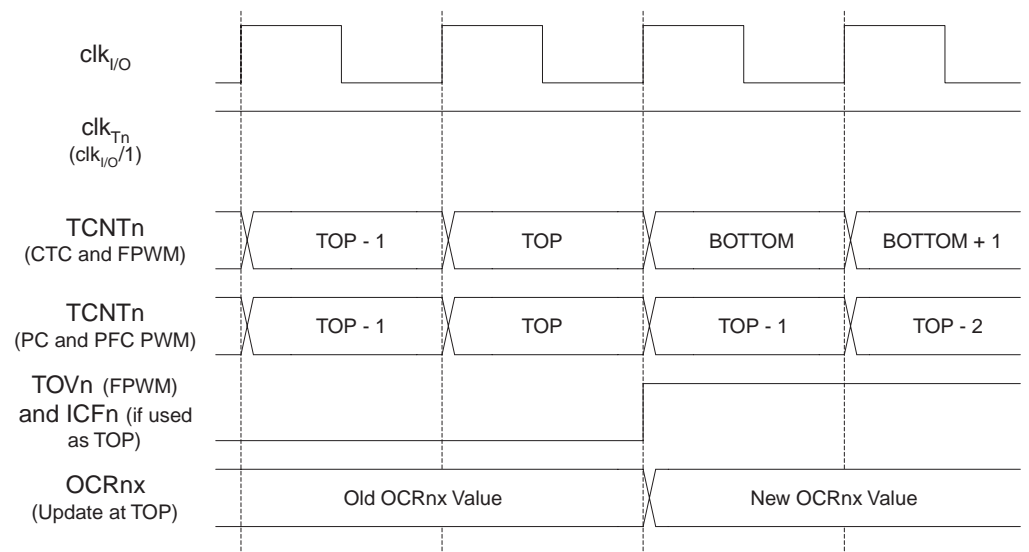 clkI/O
clkTn
(clkI/O/1)
TCNTn
(CTC and FPWM)
TOP - 1
TOP
BOTTOM
BOTTOM + 1
TCNTn
(PC and PFC PWM)
TOP - 1
TOP
TOP - 1
TOP - 2
TOVn (FPWM)
and ICFn (if used
as TOP)
OCRnx
(Update at TOP)
Old OCRnx Value
New OCRnx Value